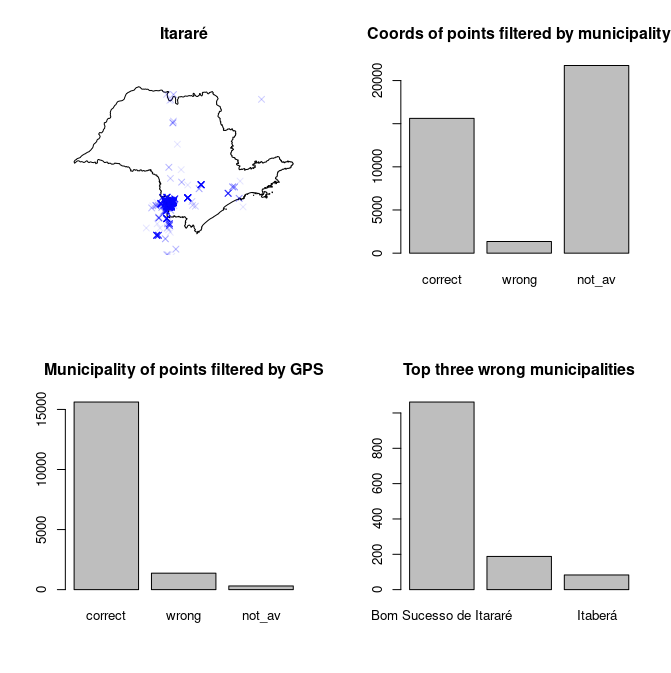 Itararé
Coords of points filtered by municipality
20000
10000
5000
0
correct wrong not_av
Municipality of points filtered by GPS
15000
10000
5000
0
correct wrong not_av
Top three wrong municipalities
800
600
400
200
0
Bom Sucesso de Itararé Itaberá